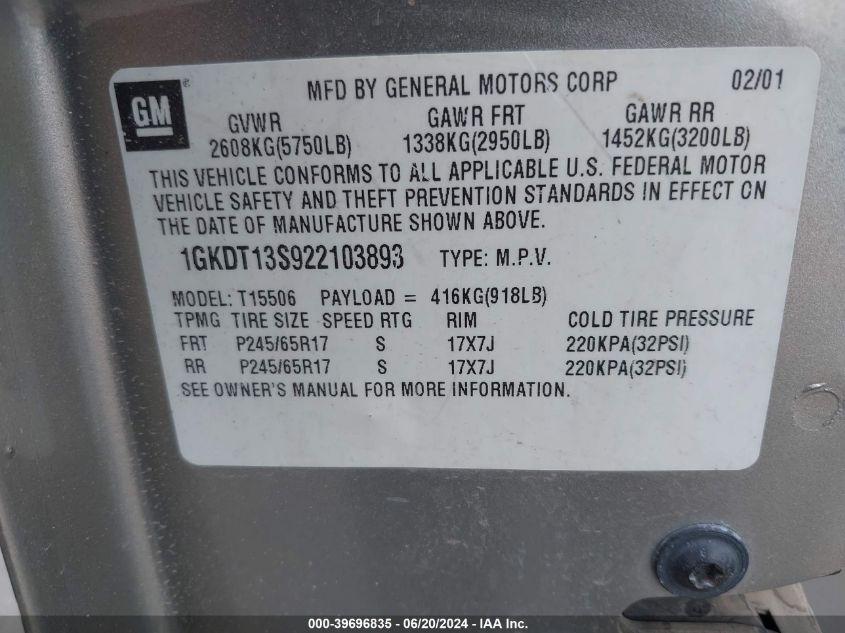 GM®
MFD BY GENERAL MOTORS CORP 02/01
GVWR GAWR FRT GAWR RR
2608KG(5750LB) 1338KG(2950LB) 1452KG(3200LB)
THIS VEHICLE CONFORMS TO ALL APPLICABLE U.S. FEDERAL MOTOR
VEHICLE SAFETY AND THEFT PREVENTION STANDARDS IN EFFECT ON
THE DATE OF MANUFACTURE SHOWN ABOVE.
1GKDT13S922103893 TYPE: M.P.V.
MODEL: T15506 PAYLOAD = 416KG(918LB)
TPMG TIRE SIZE SPEED RTG RIM COLD TIRE PRESSURE
FRT P245/65R17 S 17X7J 220KPA(32PSI)
RR P245/65R17 S 17X7J 220KPA(32PSI)
SEE OWNER'S MANUAL FOR MORE INFORMATION.
000-39696835 - 06/20/2024 - IAA Inc.